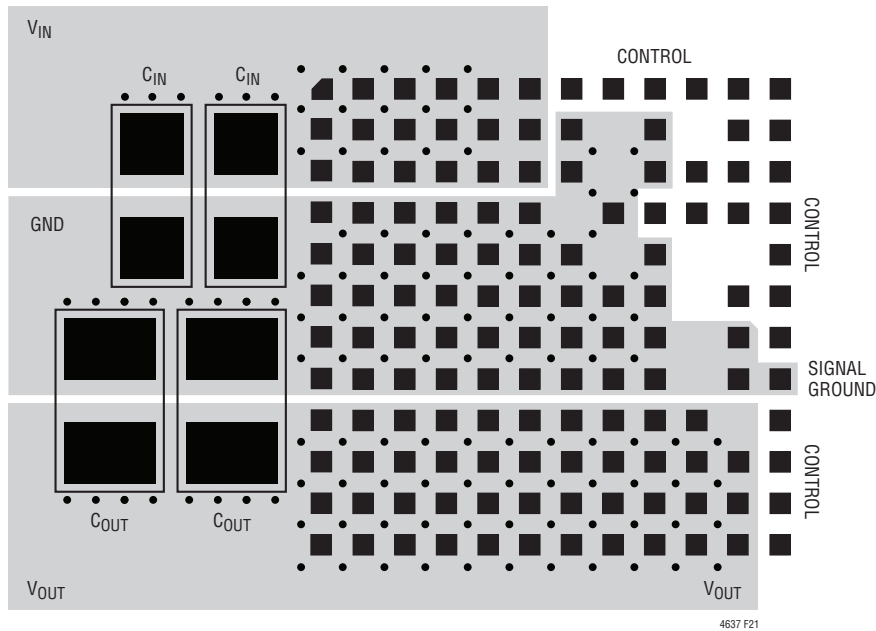 VIN
CONTROL
CIN
CIN
GND
CONTROL
SIGNAL
GROUND
CONTROL
COUT
COUT
VOUT
VOUT
4637 F21